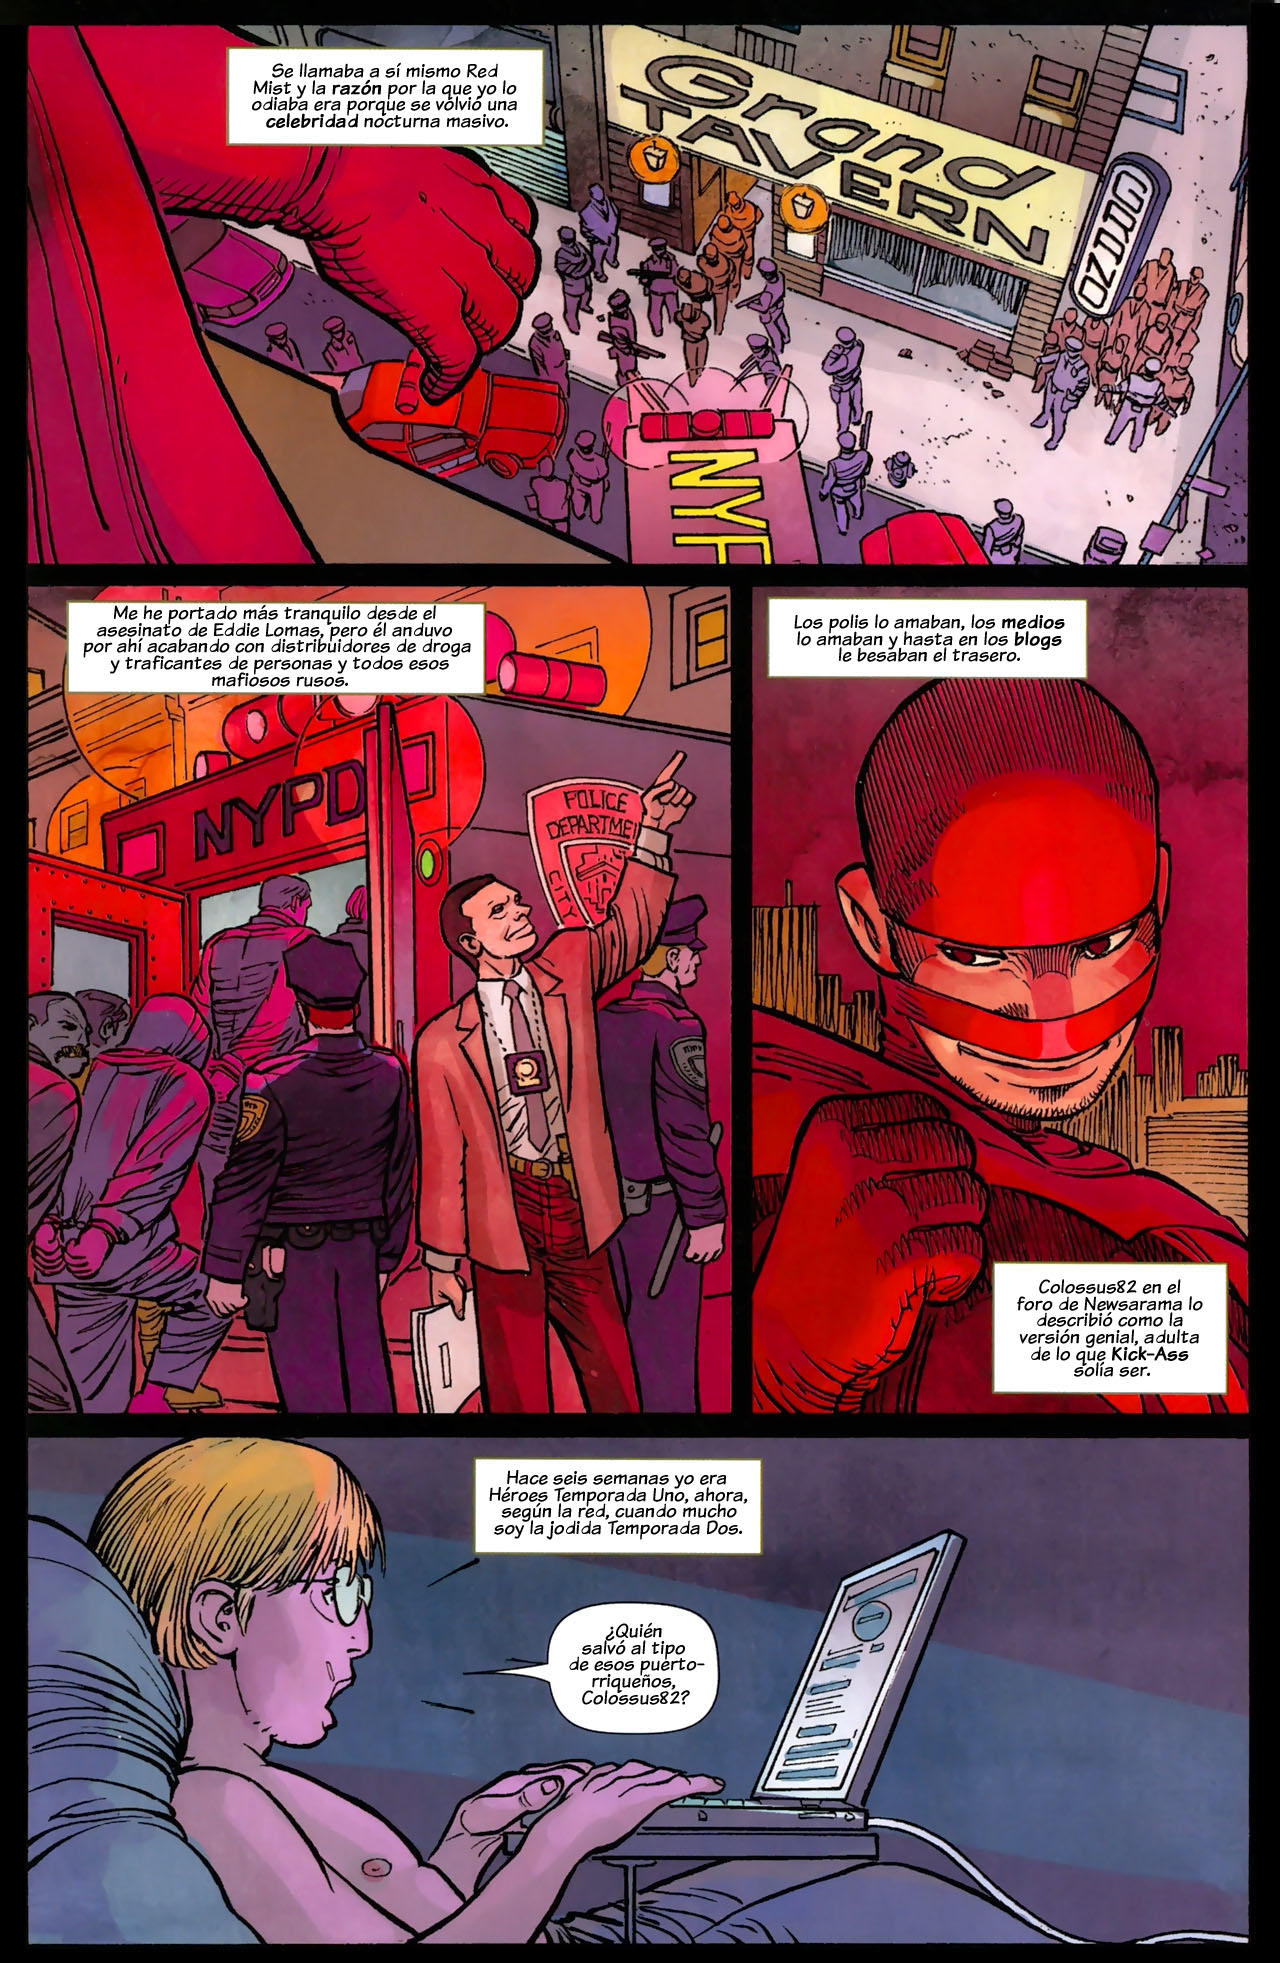 Se llamaba a sí mismo Red
Mist y la razón por la que yo lo
odiaba era porque se volvió una
celebridad nocturna masivo.
Grand
TAVERN
NYP
Me he portado más tranquilo desde el
asesinato de Eddie Lomas, pero él anduvo
por ahí acabando con distribuidores de droga
y traficantes de personas y todos esos
mafiosos rusos.
NYPD
POLICE
DEPARTME
CITY
Los polis lo amaban, los medios
lo amaban y hasta en los blogs
le besaban el trasero.
Colossus82 en el
foro de Newsarama lo
describió como la
versión genial, adulta
de lo que Kick-Ass
solía ser.
Hace seis semanas yo era
Héroes Temporada Uno, ahora,
según la red, cuando mucho
soy la jodida Temporada Dos.
¿Quién
salvó al tipo
de esos puerto-
rriqueños,
Colossus82?